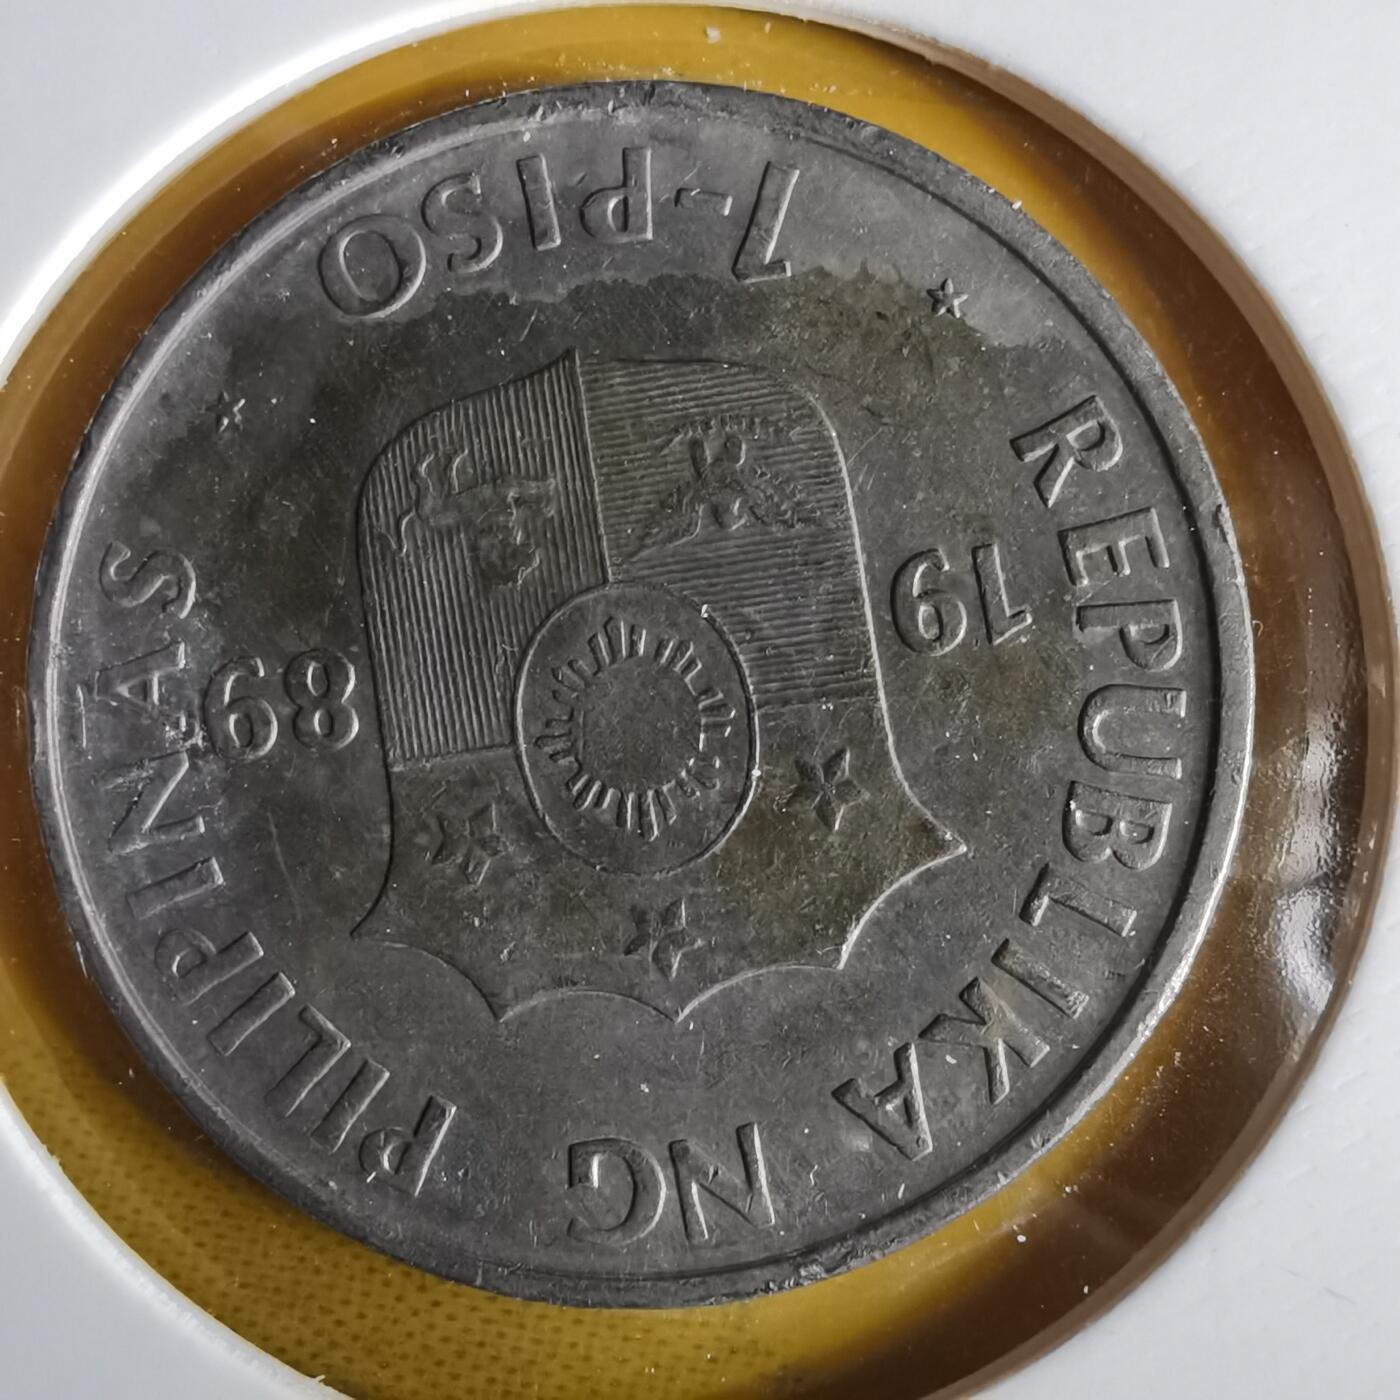 REPUBLIKA NG PILIPINAS
19 89
1-PISO